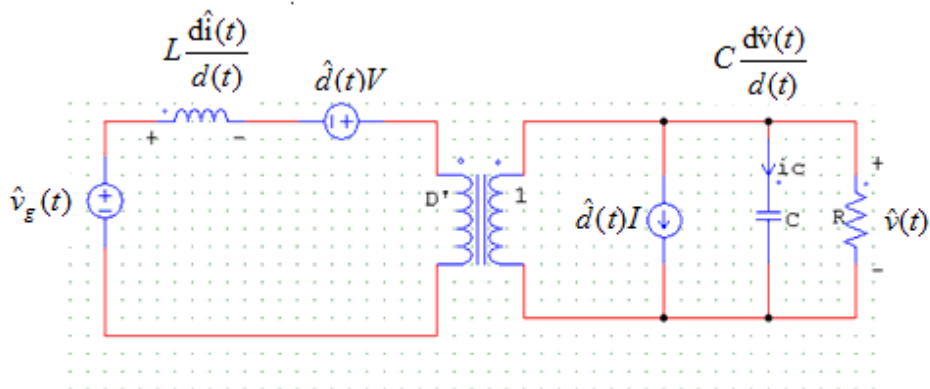 L dî(t)/d(t)
d̂(t)V
C dv̂(t)/d(t)
+ −
+
v̂g(t)
D' 1
d̂(t)I
ic
C
R
v̂(t)
−